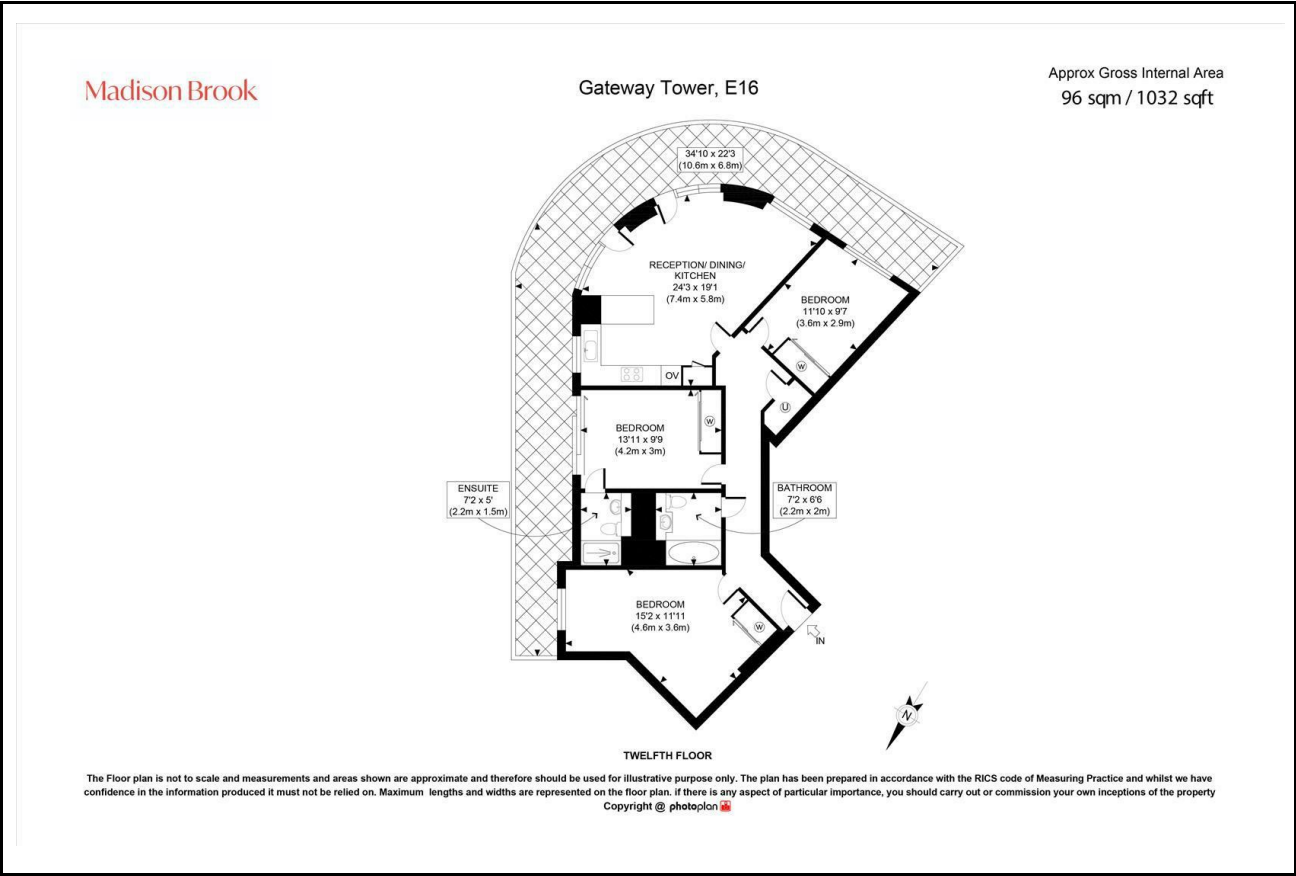 Madison Brook
Gateway Tower, E16
Approx Gross Internal Area
96 sqm / 1032 sqft
34'10 x 22'3
(10.6m x 6.8m)
RECEPTION/ DINING/
KITCHEN
24'3 x 19'1
(7.4m x 5.8m)
BEDROOM
11'10 x 9'7
(3.6m x 2.9m)
W
OV
U
BEDROOM
13'11 x 9'9
(4.2m x 3m)
W
ENSUITE
7'2 x 5'
(2.2m x 1.5m)
BATHROOM
7'2 x 6'6
(2.2m x 2m)
BEDROOM
15'2 x 11'11
(4.6m x 3.6m)
W
IN
N
TWELFTH FLOOR
The Floor plan is not to scale and measurements and areas shown are approximate and therefore should be used for illustrative purpose only. The plan has been prepared in accordance with the RICS code of Measuring Practice and whilst we have
confidence in the information produced it must not be relied on. Maximum lengths and widths are represented on the floor plan. if there is any aspect of particular importance, you should carry out or commission your own inceptions of the property
Copyright @ photoplan